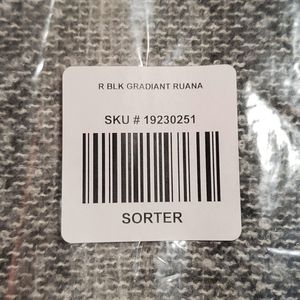 R BLK GRADIANT RUANA
SKU # 19230251
SORTER